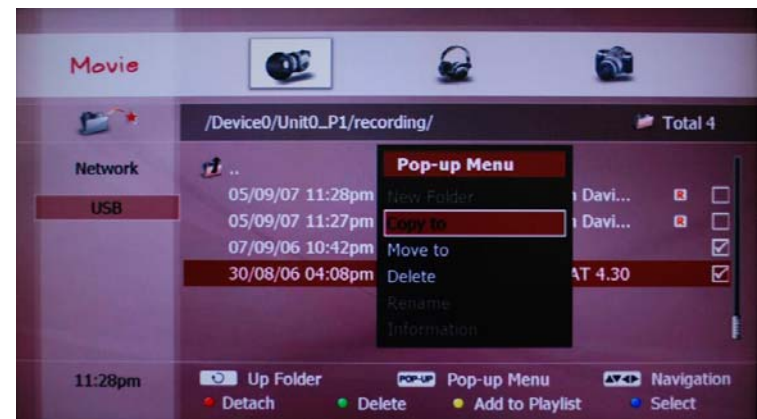 Movie
/Device0/Unit0_P1/recording/ Total 4
Network
USB
..
05/09/07 11:28pm n Davi... R
05/09/07 11:27pm n Davi... R
07/09/06 10:42pm
30/08/06 04:08pm AT 4.30
Pop-up Menu
New Folder
Copy to
Move to
Delete
Rename
Information
11:28pm
Up Folder POP-UP Pop-up Menu Navigation
Detach Delete Add to Playlist Select